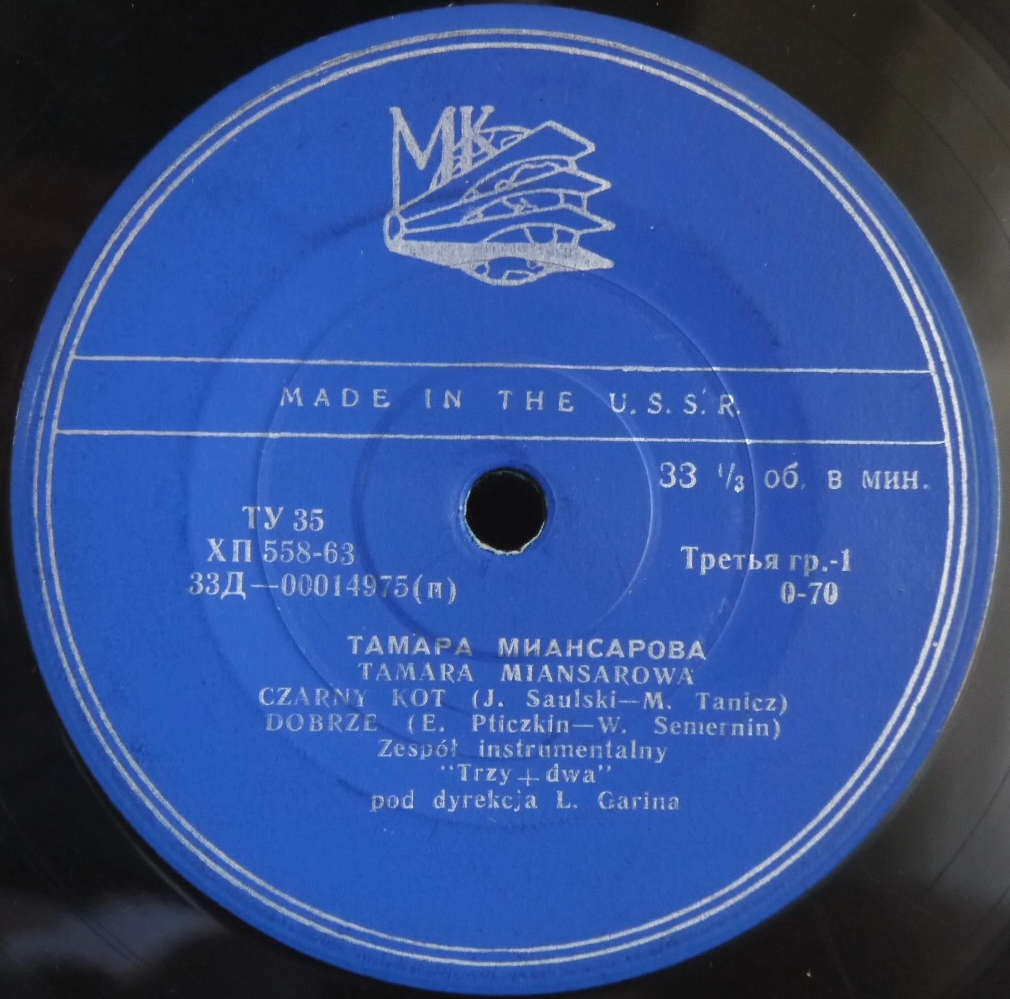 МК
MADE IN THE U.S.S.R.
33 1/3 об. в мин.
ТУ 35
ХП 558-63
33Д—00014975(п)
Третья гр.-1
0-70
ТАМАРА МИАНСАРОВА
TAMARA MIANSAROWA
CZARNY KOT (J. Saulski—M. Tanicz)
DOBRZE (E. Pticzkin—W. Semernin)
Zespół instrumentalny
"Trzy + dwa"
pod dyrekcja L. Garina